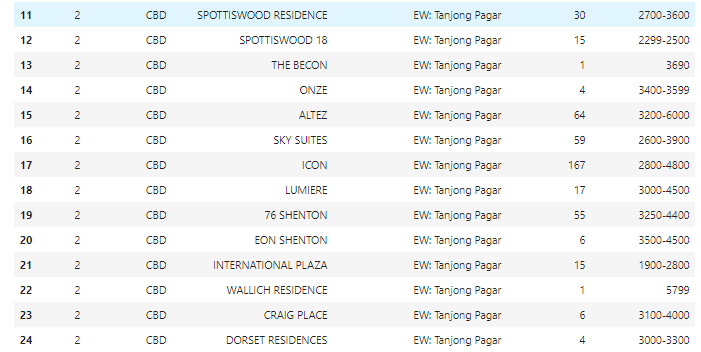 11 2 CBD SPOTTISWOOD RESIDENCE EW: Tanjong Pagar 30 2700-3600
12 2 CBD SPOTTISWOOD 18 EW: Tanjong Pagar 15 2299-2500
13 2 CBD THE BECON EW: Tanjong Pagar 1 3690
14 2 CBD ONZE EW: Tanjong Pagar 4 3400-3599
15 2 CBD ALTEZ EW: Tanjong Pagar 64 3200-6000
16 2 CBD SKY SUITES EW: Tanjong Pagar 59 2600-3900
17 2 CBD ICON EW: Tanjong Pagar 167 2800-4800
18 2 CBD LUMIERE EW: Tanjong Pagar 17 3000-4500
19 2 CBD 76 SHENTON EW: Tanjong Pagar 55 3250-4400
20 2 CBD EON SHENTON EW: Tanjong Pagar 6 3500-4500
21 2 CBD INTERNATIONAL PLAZA EW: Tanjong Pagar 15 1900-2800
22 2 CBD WALLICH RESIDENCE EW: Tanjong Pagar 1 5799
23 2 CBD CRAIG PLACE EW: Tanjong Pagar 6 3100-4000
24 2 CBD DORSET RESIDENCES EW: Tanjong Pagar 4 3000-3300